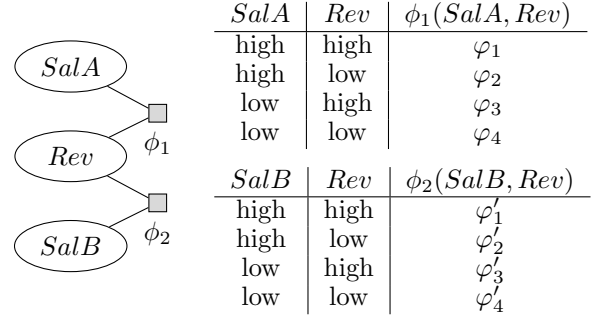 SalA
Rev
SalB
ϕ₁
ϕ₂
SalA Rev ϕ₁(SalA, Rev)
high high φ₁
high low φ₂
low high φ₃
low low φ₄
SalB Rev ϕ₂(SalB, Rev)
high high φ′₁
high low φ′₂
low high φ′₃
low low φ′₄